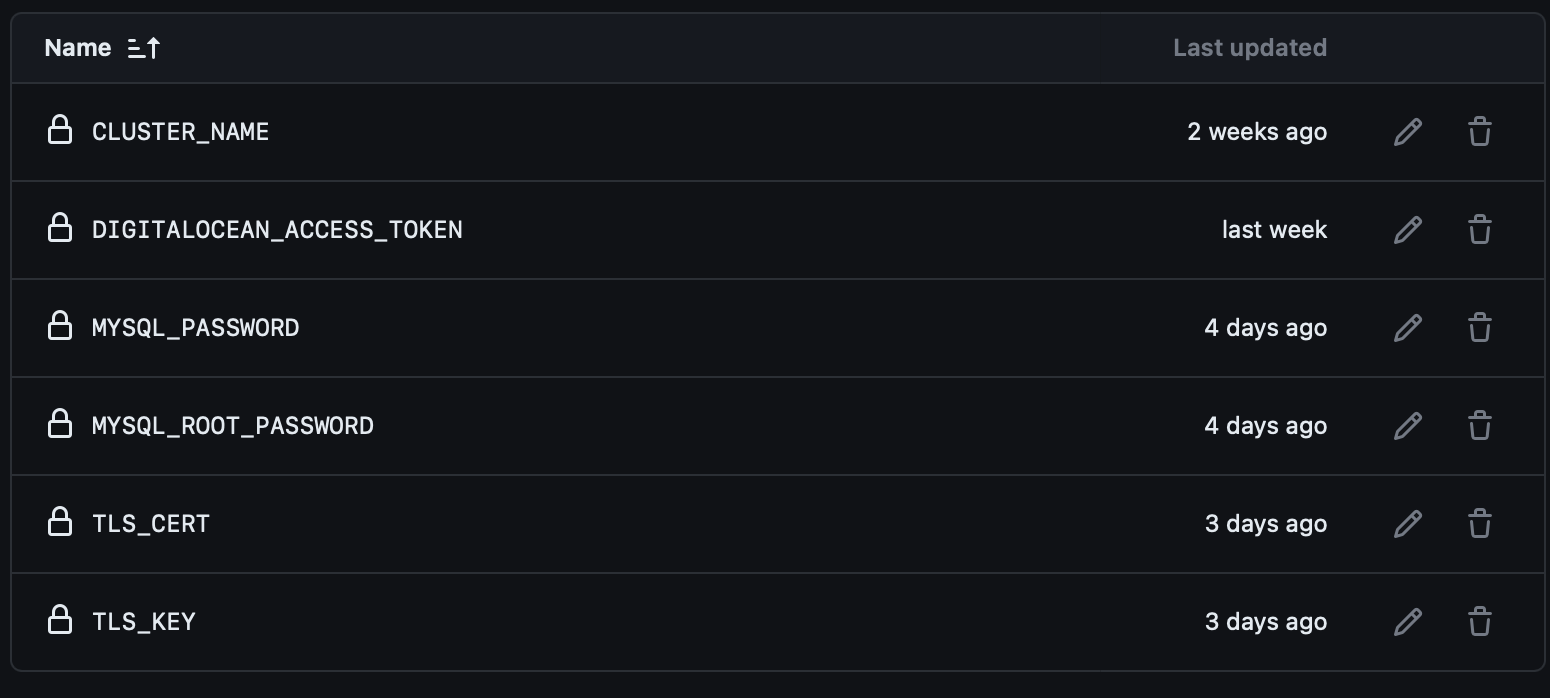 Name Last updated
CLUSTER_NAME 2 weeks ago
DIGITALOCEAN_ACCESS_TOKEN last week
MYSQL_PASSWORD 4 days ago
MYSQL_ROOT_PASSWORD 4 days ago
TLS_CERT 3 days ago
TLS_KEY 3 days ago